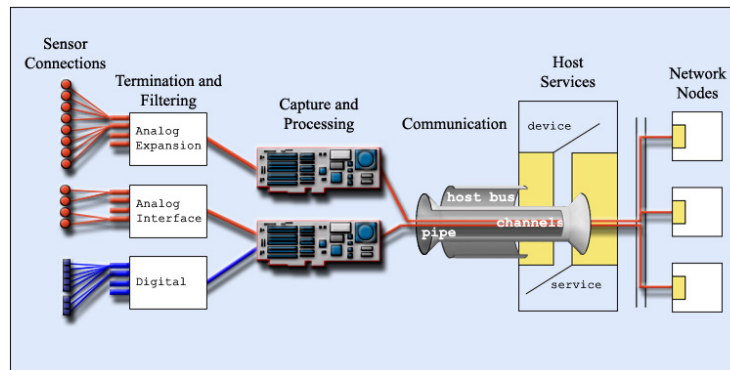 Sensor
Connections
Termination and
Filtering
Capture and
Processing
Communication
Host
Services
Network
Nodes
Analog
Expansion
Analog
Interface
Digital
device
host bus
channels
pipe
service